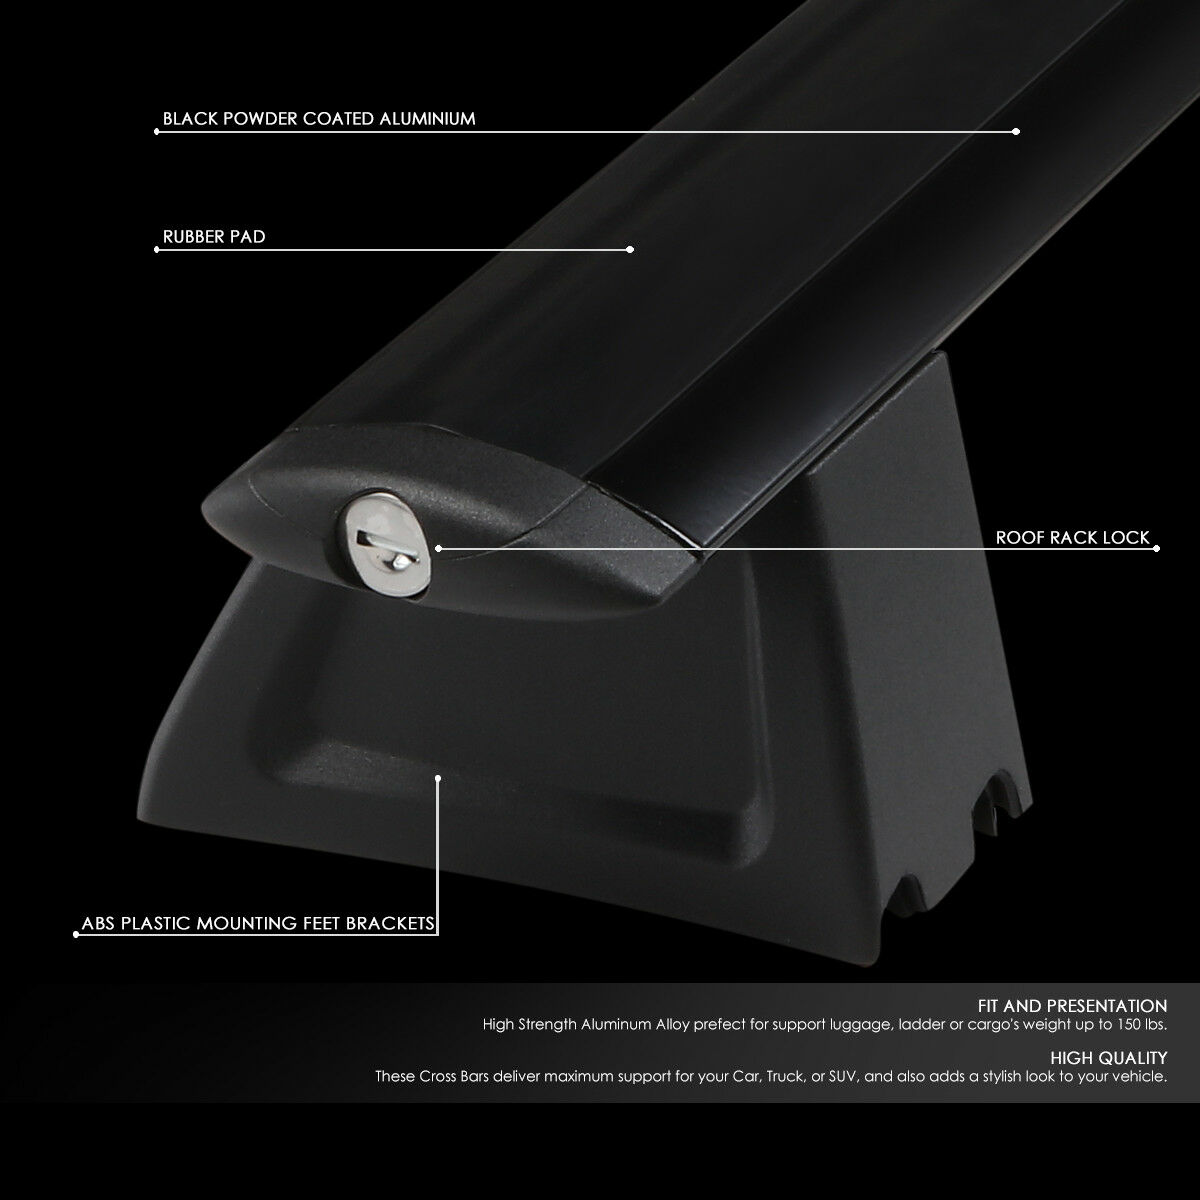 BLACK POWDER COATED ALUMINIUM
RUBBER PAD
ROOF RACK LOCK
ABS PLASTIC MOUNTING FEET BRACKETS
FIT AND PRESENTATION
High Strength Aluminum Alloy prefect for support luggage, ladder or cargo's weight up to 150 lbs.
HIGH QUALITY
These Cross Bars deliver maximum support for your Car, Truck, or SUV, and also adds a stylish look to your vehicle.